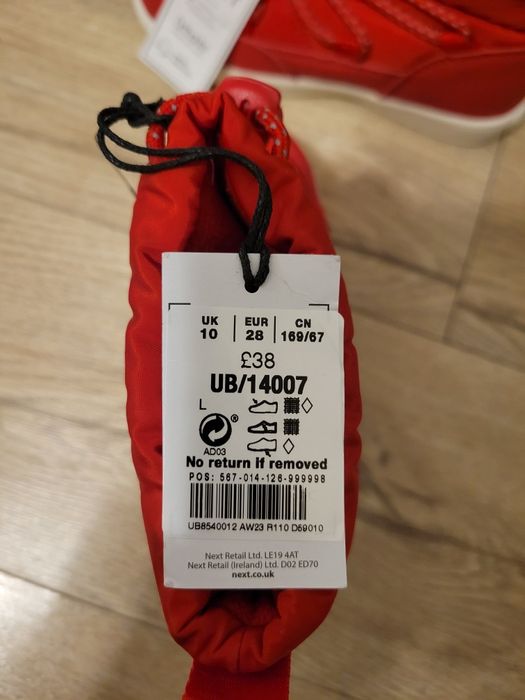 UK EUR CN
10 28 169/67
£38
UB/14007
L
®
AD03
No return if removed
POS: 567-014-126-999998
UB8540012 AW23 R110 D59010
Next Retail Ltd. LE19 4AT
Next Retail (Ireland) Ltd. D02 ED70
next.co.uk